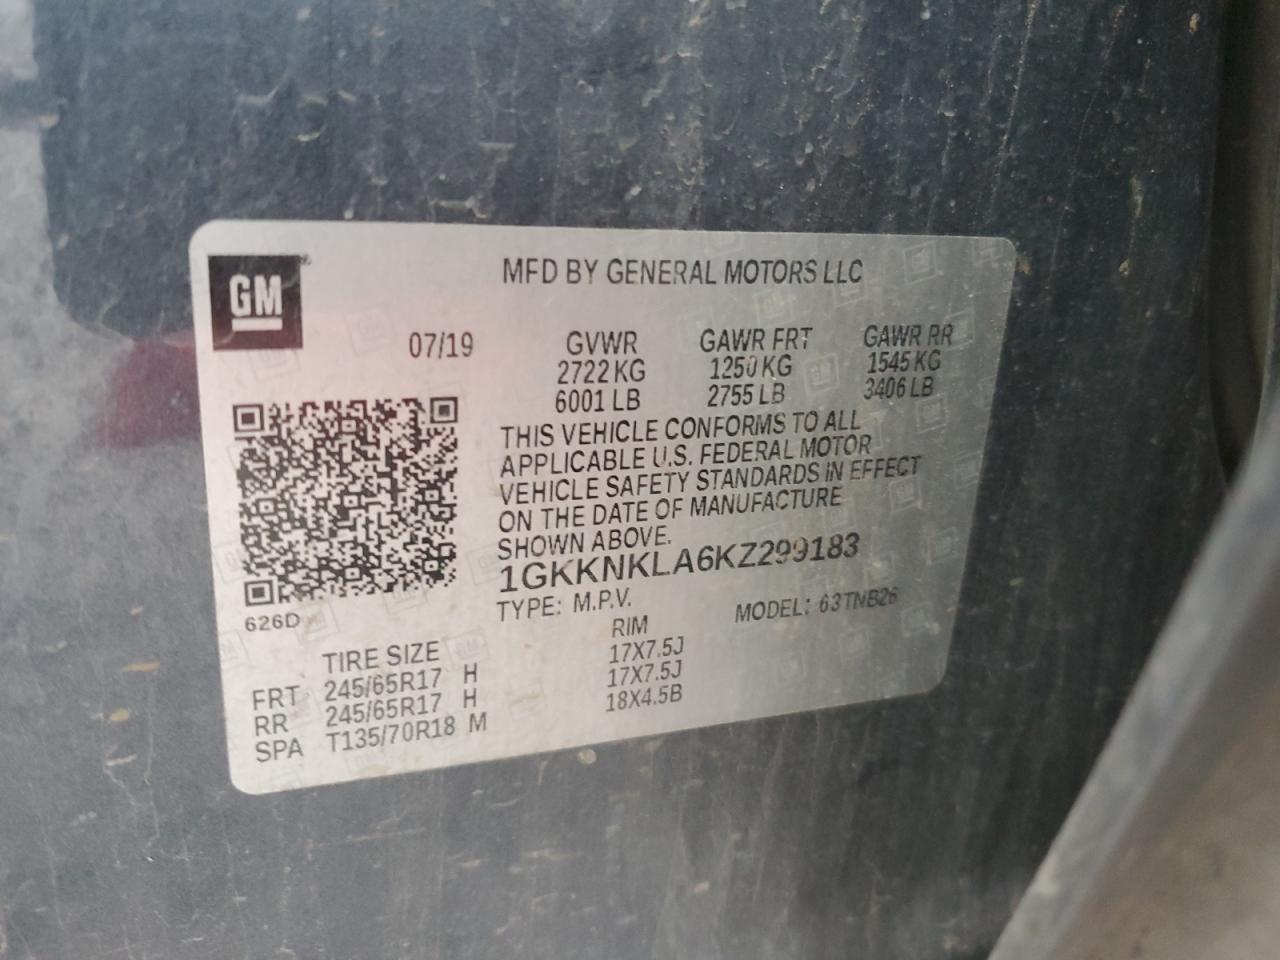 GM
MFD BY GENERAL MOTORS LLC
07/19 GVWR GAWR FRT GAWR RR
2722 KG 1250 KG 1545 KG
6001 LB 2755 LB 3406 LB
THIS VEHICLE CONFORMS TO ALL
APPLICABLE U.S. FEDERAL MOTOR
VEHICLE SAFETY STANDARDS IN EFFECT
ON THE DATE OF MANUFACTURE
SHOWN ABOVE.
1GKKNKLA6KZ299183
626D
TYPE: M.P.V. MODEL: 63TNB26
TIRE SIZE RIM
FRT 245/65R17 H 17X7.5J
RR 245/65R17 H 17X7.5J
SPA T135/70R18 M 18X4.5B